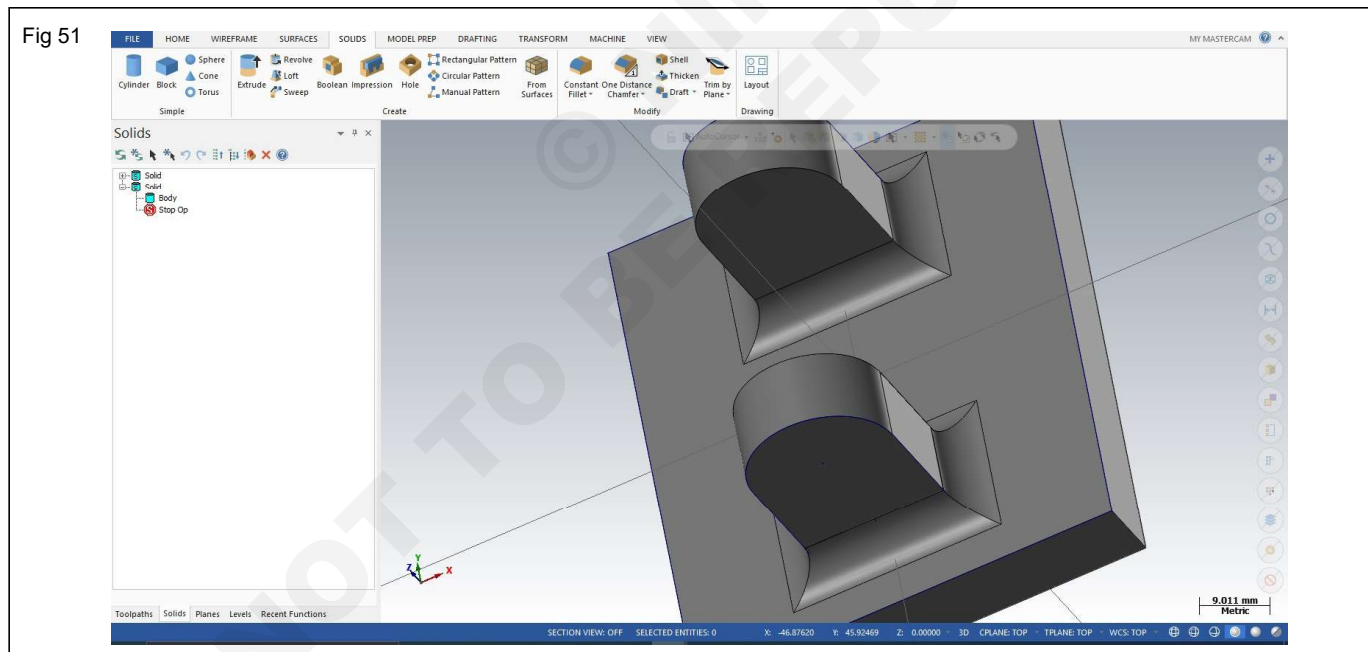 Fig 51
FILE HOME WIREFRAME SURFACES SOLIDS MODEL PREP DRAFTING TRANSFORM MACHINE VIEW MY MASTERCAM
Cylinder Block Sphere Cone Torus
Simple
Extrude Revolve Loft Sweep Boolean Impression Hole Rectangular Pattern Circular Pattern Manual Pattern From Surfaces
Create
Constant Fillet One Distance Chamfer Shell Thicken Draft Trim by Plane
Modify
Layout
Drawing
Solids
AutoCursor
Solid
Solid
Body
Stop Op
Y
Z X
9.011 mm
Metric
Toolpaths Solids Planes Levels Recent Functions
SECTION VIEW: OFF SELECTED ENTITIES: 0 X: -46.87620 Y: 45.92469 Z: 0.00000 3D CPLANE: TOP TPLANE: TOP WCS: TOP
©
NOT TO BE